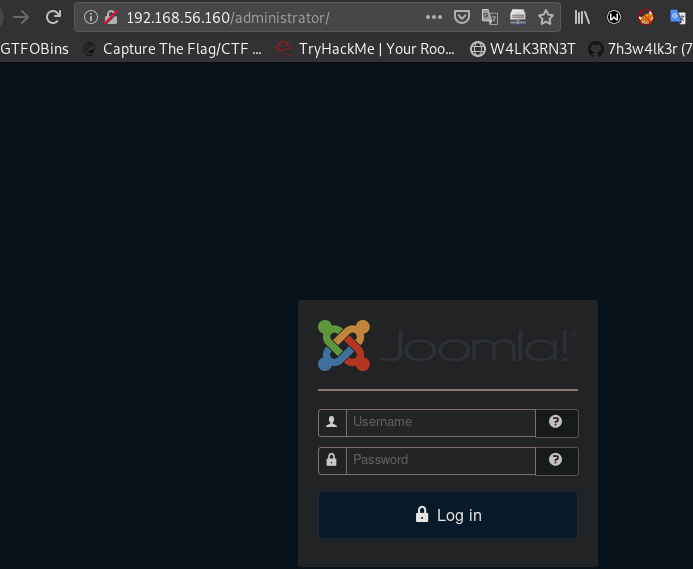 192.168.56.160/administrator/
GTFOBins
Capture The Flag/CTF ...
TryHackMe | Your Roo...
W4LK3RN3T
7h3w4lk3r (7
Joomla!®
Username
Password
Log in